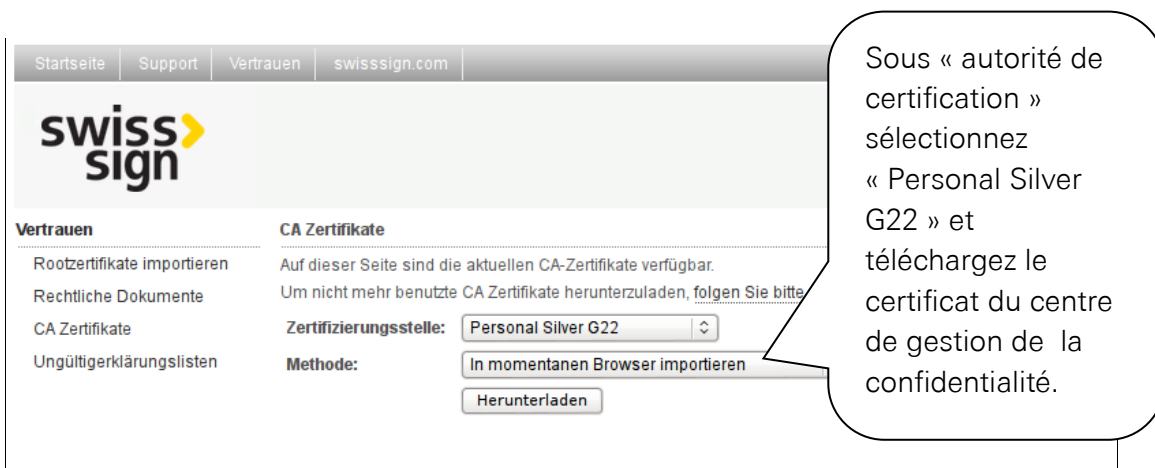 Startseite Support Vertrauen swisssign.com
swiss
sign
Vertrauen
Rootzertifikate importieren
Rechtliche Dokumente
CA Zertifikate
Ungültigerklärungslisten
CA Zertifikate
Auf dieser Seite sind die aktuellen CA-Zertifikate verfügbar.
Um nicht mehr benutzte CA Zertifikate herunterzuladen, folgen Sie bitte
Zertifizierungsstelle: Personal Silver G22
Methode: In momentanen Browser importieren
Herunterladen
Sous « autorité de
certification »
sélectionnez
« Personal Silver
G22 » et
téléchargez le
certificat du centre
de gestion de la
confidentialité.